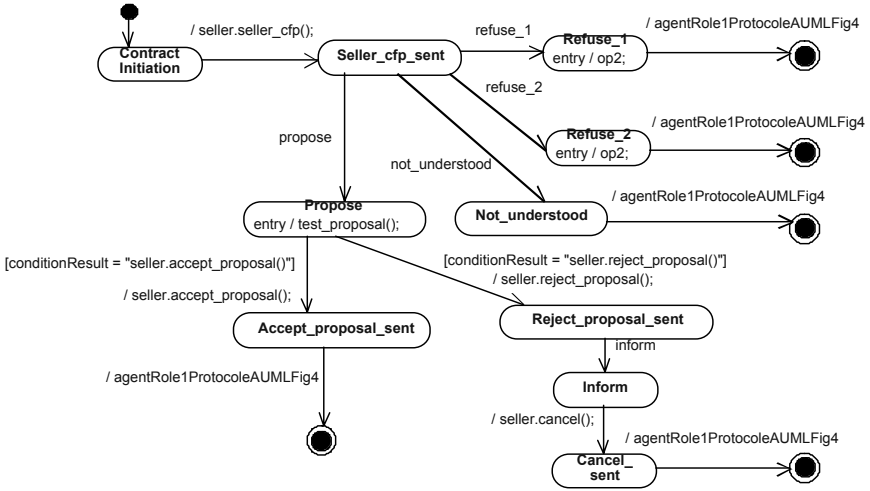 / seller.seller_cfp();
refuse_1
/ agentRole1ProtocoleAUMLFig4
Contract
Initiation
Seller_cfp_sent
Refuse_1
entry / op2;
refuse_2
/ agentRole1ProtocoleAUMLFig4
propose
Refuse_2
entry / op2;
not_understood
/ agentRole1ProtocoleAUMLFig4
Propose
entry / test_proposal();
Not_understood
[conditionResult = "seller.accept_proposal()"]
/ seller.accept_proposal();
[conditionResult = "seller.reject_proposal()"]
/ seller.reject_proposal();
Accept_proposal_sent
Reject_proposal_sent
inform
/ agentRole1ProtocoleAUMLFig4
Inform
/ seller.cancel();
/ agentRole1ProtocoleAUMLFig4
Cancel_
sent